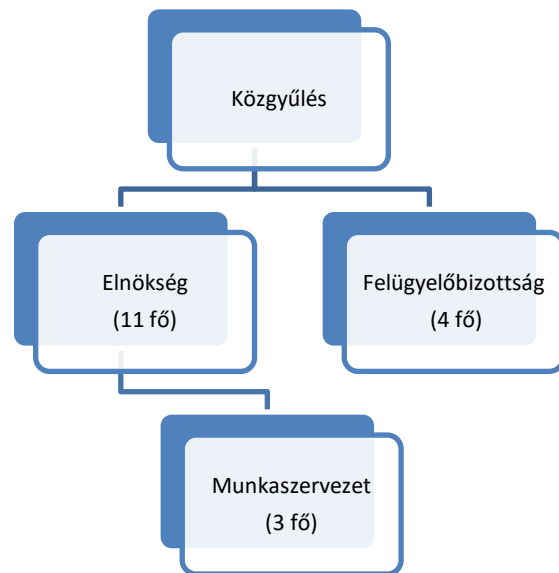 Közgyűlés
Elnökség
(11 fő)
Felügyelőbizottság
(4 fő)
Munkaszervezet
(3 fő)